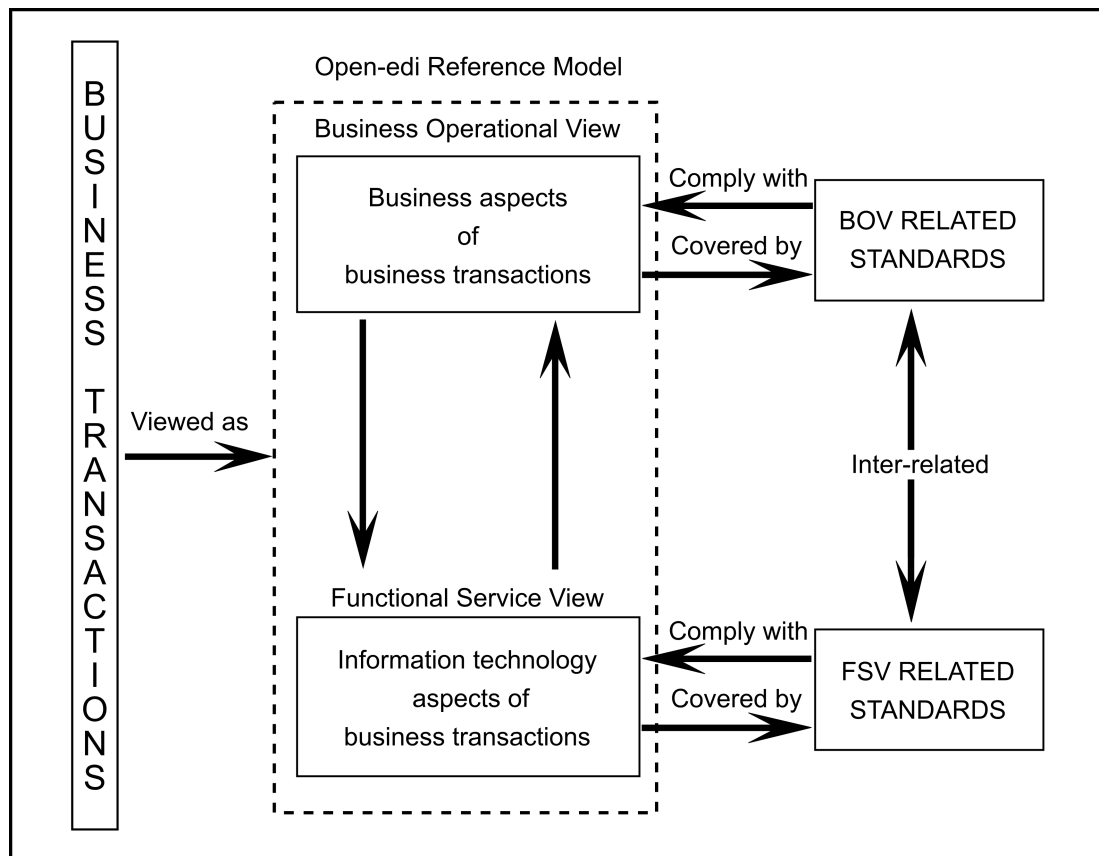 BUSINESS TRANSACTIONS
Open-edi Reference Model
Business Operational View
Business aspects
of
business transactions
Comply with
Covered by
BOV RELATED
STANDARDS
Viewed as
Inter-related
Functional Service View
Information technology
aspects of
business transactions
Comply with
Covered by
FSV RELATED
STANDARDS